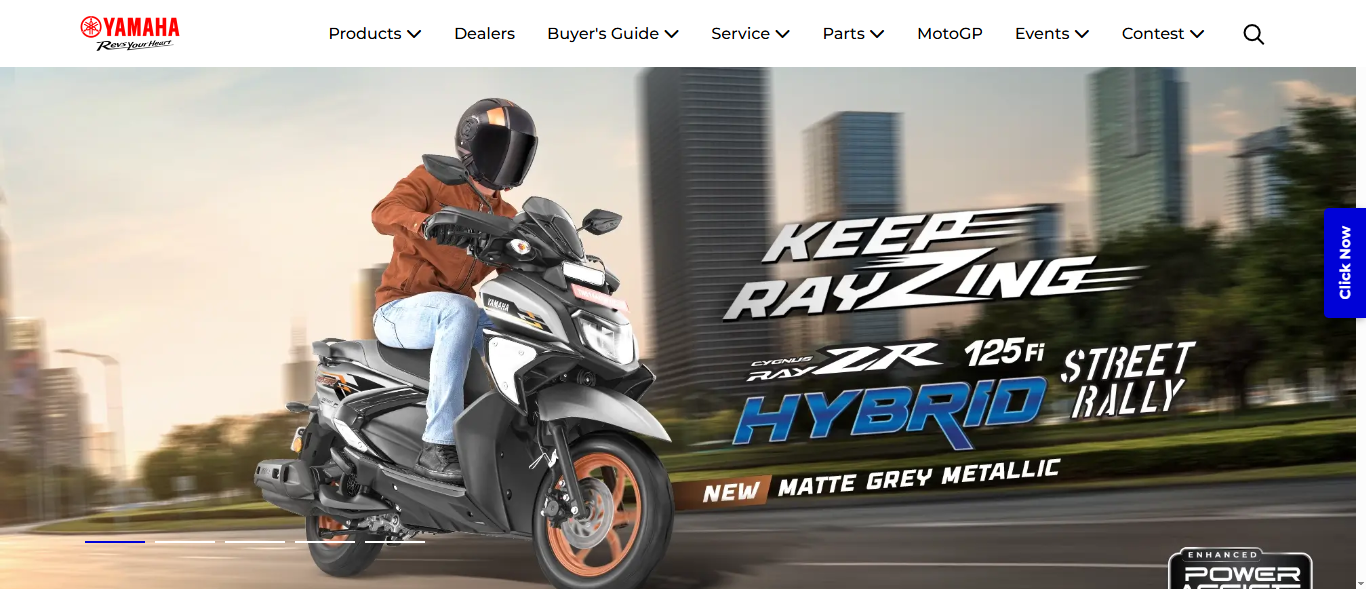 YAMAHA
Revs Your Heart
Products
Dealers
Buyer's Guide
Service
Parts
MotoGP
Events
Contest
KEEP
RAYZING
Click Now
YAMAHA
CYGNUS
RAY ZR 125 Fi
HYBRID
STREET
RALLY
NEW MATTE GREY METALLIC
ENHANCED
POWER
ASSIST